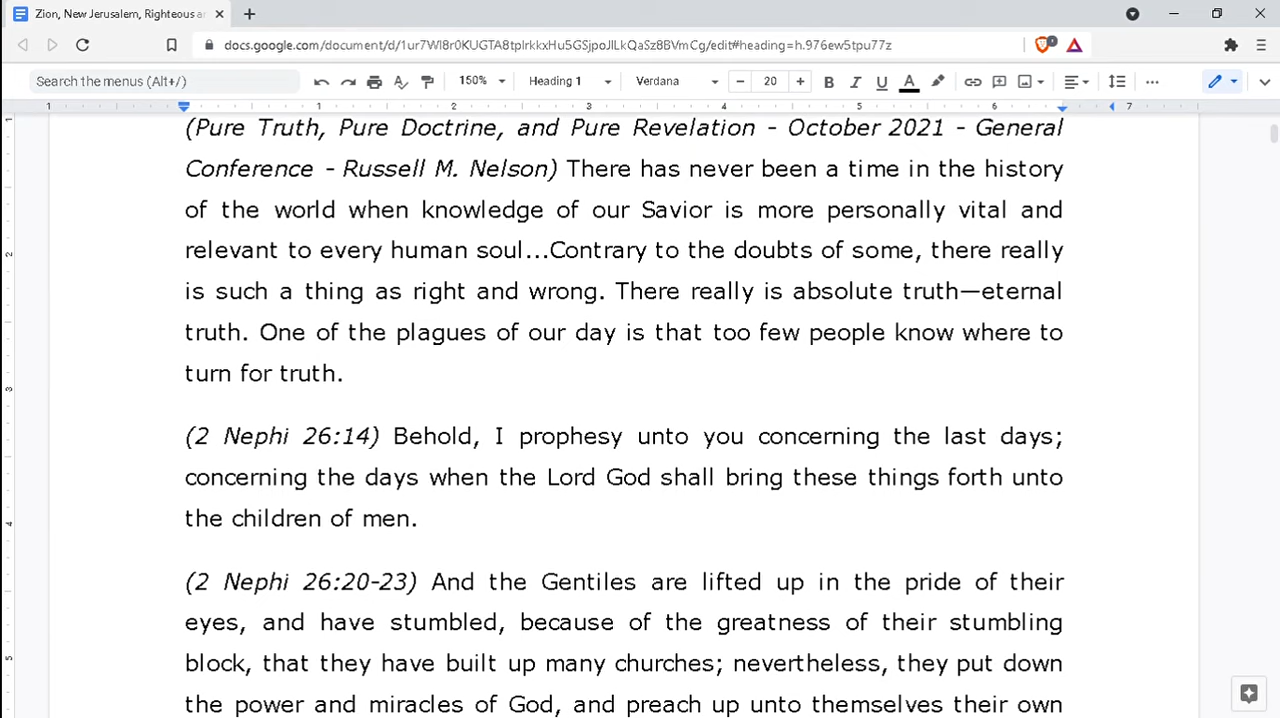 Zion, New Jerusalem, Righteous ar
docs.google.com/document/d/1ur7Wl8r0KUGTA8tplrkkxHu5GSjpoJlLkQaSz8BVmCg/edit#heading=h.976ew5tpu77z
Search the menus (Alt+/) 150% Heading 1 Verdana 20 B I U A
1 1 2 3 4 5 6 7
(Pure Truth, Pure Doctrine, and Pure Revelation - October 2021 - General
Conference - Russell M. Nelson) There has never been a time in the history
of the world when knowledge of our Savior is more personally vital and
relevant to every human soul...Contrary to the doubts of some, there really
is such a thing as right and wrong. There really is absolute truth—eternal
truth. One of the plagues of our day is that too few people know where to
turn for truth.
(2 Nephi 26:14) Behold, I prophesy unto you concerning the last days;
concerning the days when the Lord God shall bring these things forth unto
the children of men.
(2 Nephi 26:20-23) And the Gentiles are lifted up in the pride of their
eyes, and have stumbled, because of the greatness of their stumbling
block, that they have built up many churches; nevertheless, they put down
the power and miracles of God, and preach up unto themselves their own